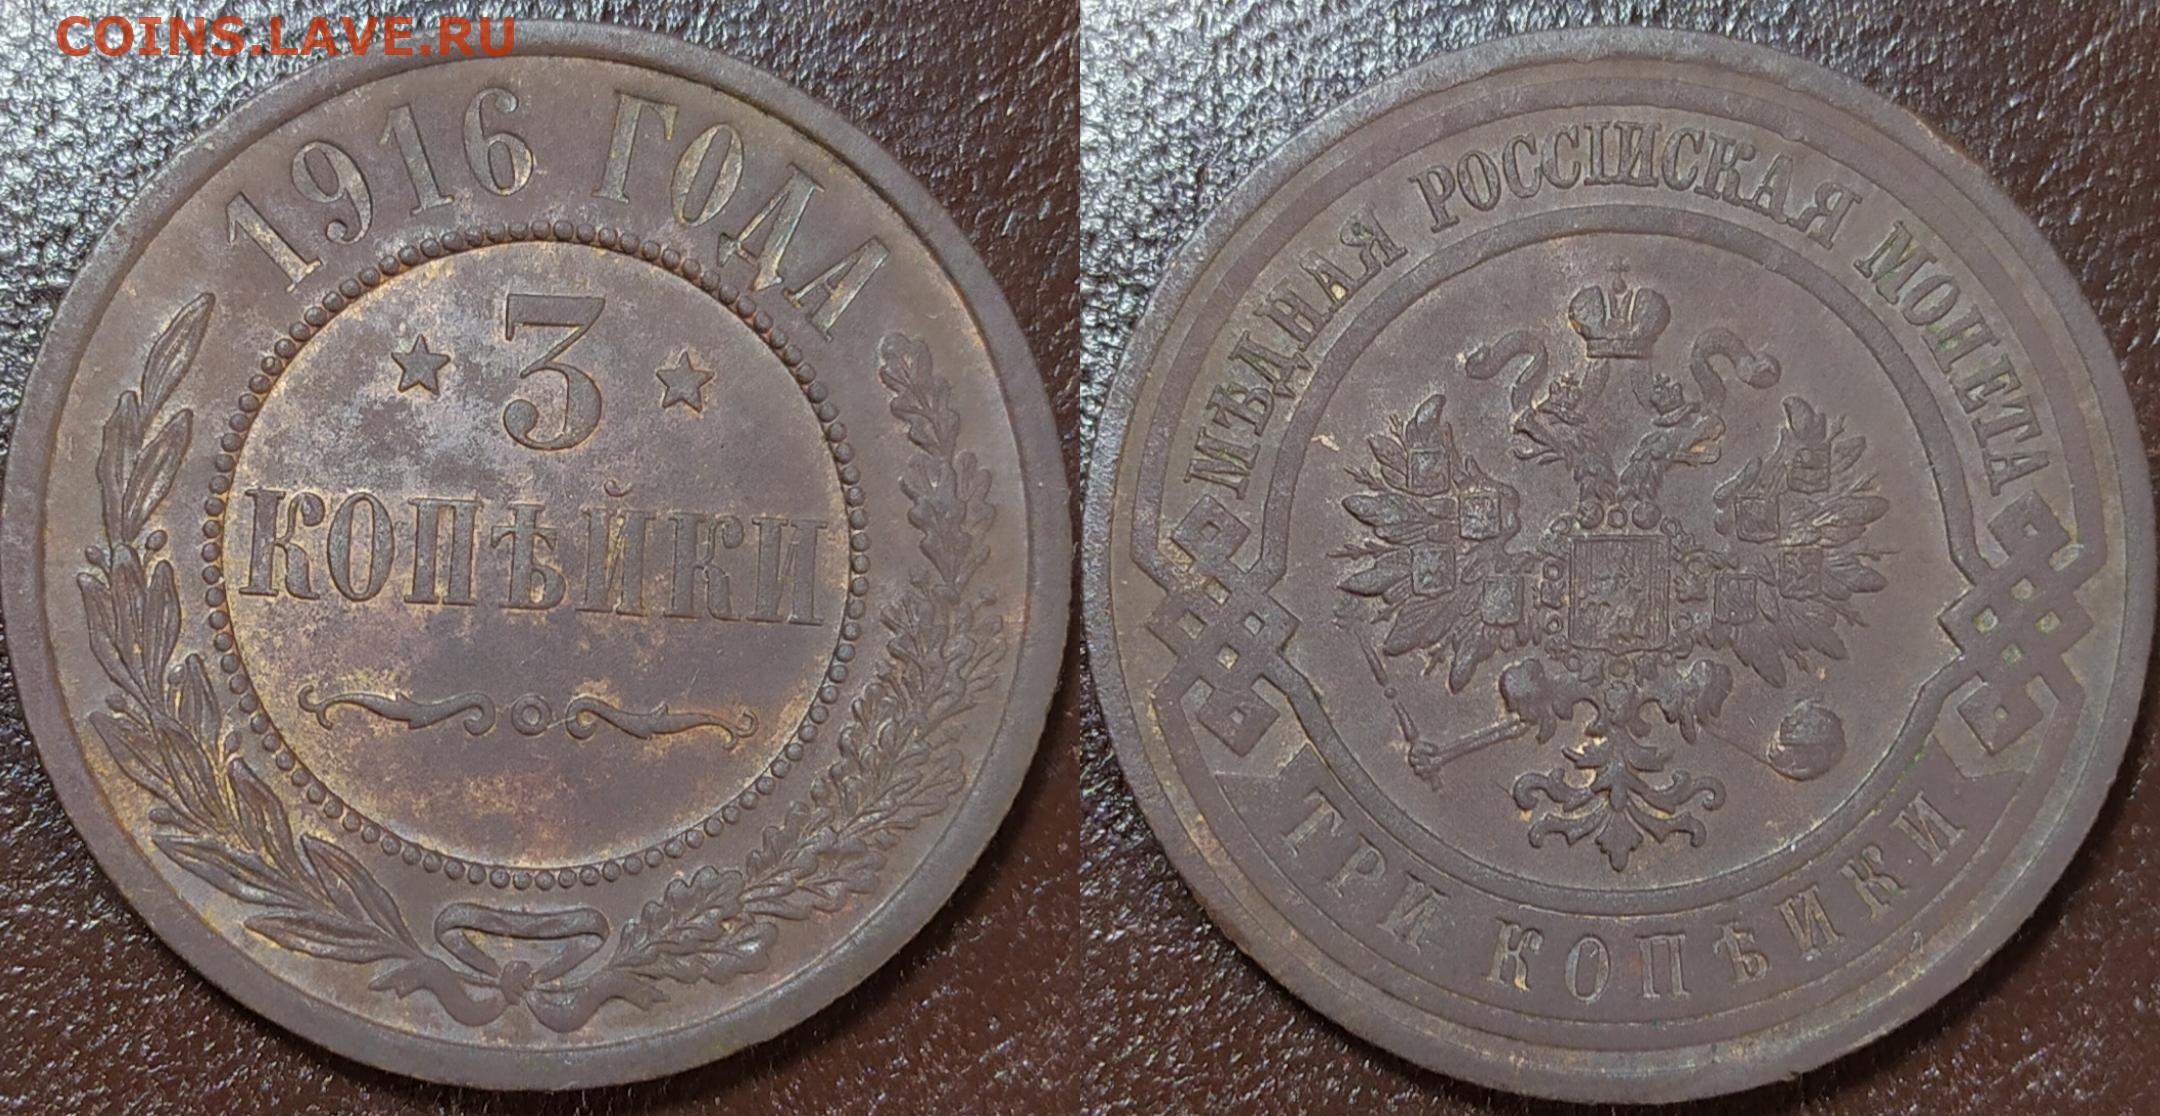 COINS.LAVE.RU
1916 ГОДА
3
КОПѢЙКИ
МѢДНАЯ РОССІЙСКАЯ МОНЕТА
ТРИ КОПѢЙКИ